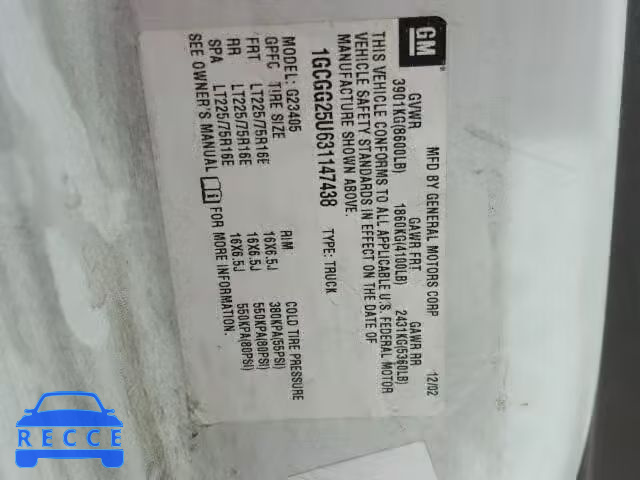 GM
MFD BY GENERAL MOTORS CORP 12/02
GVWR GAWR FRT GAWR RR
3901KG(8600LB) 1860KG(4100LB) 2431KG(5360LB)
THIS VEHICLE CONFORMS TO ALL APPLICABLE U.S. FEDERAL MOTOR
VEHICLE SAFETY STANDARDS IN EFFECT ON THE DATE OF
MANUFACTURE SHOWN ABOVE.
1GCGG25U631147438 TYPE: TRUCK
MODEL: G23405
GPFC TIRE SIZE RIM COLD TIRE PRESSURE
FRT LT225/75R16E 16X6.5J 380KPA(55PSI)
RR LT225/75R16E 16X6.5J 550KPA(80PSI)
SPA LT225/75R16E 16X6.5J 550KPA(80PSI)
SEE OWNER'S MANUAL FOR MORE INFORMATION.
RECCE